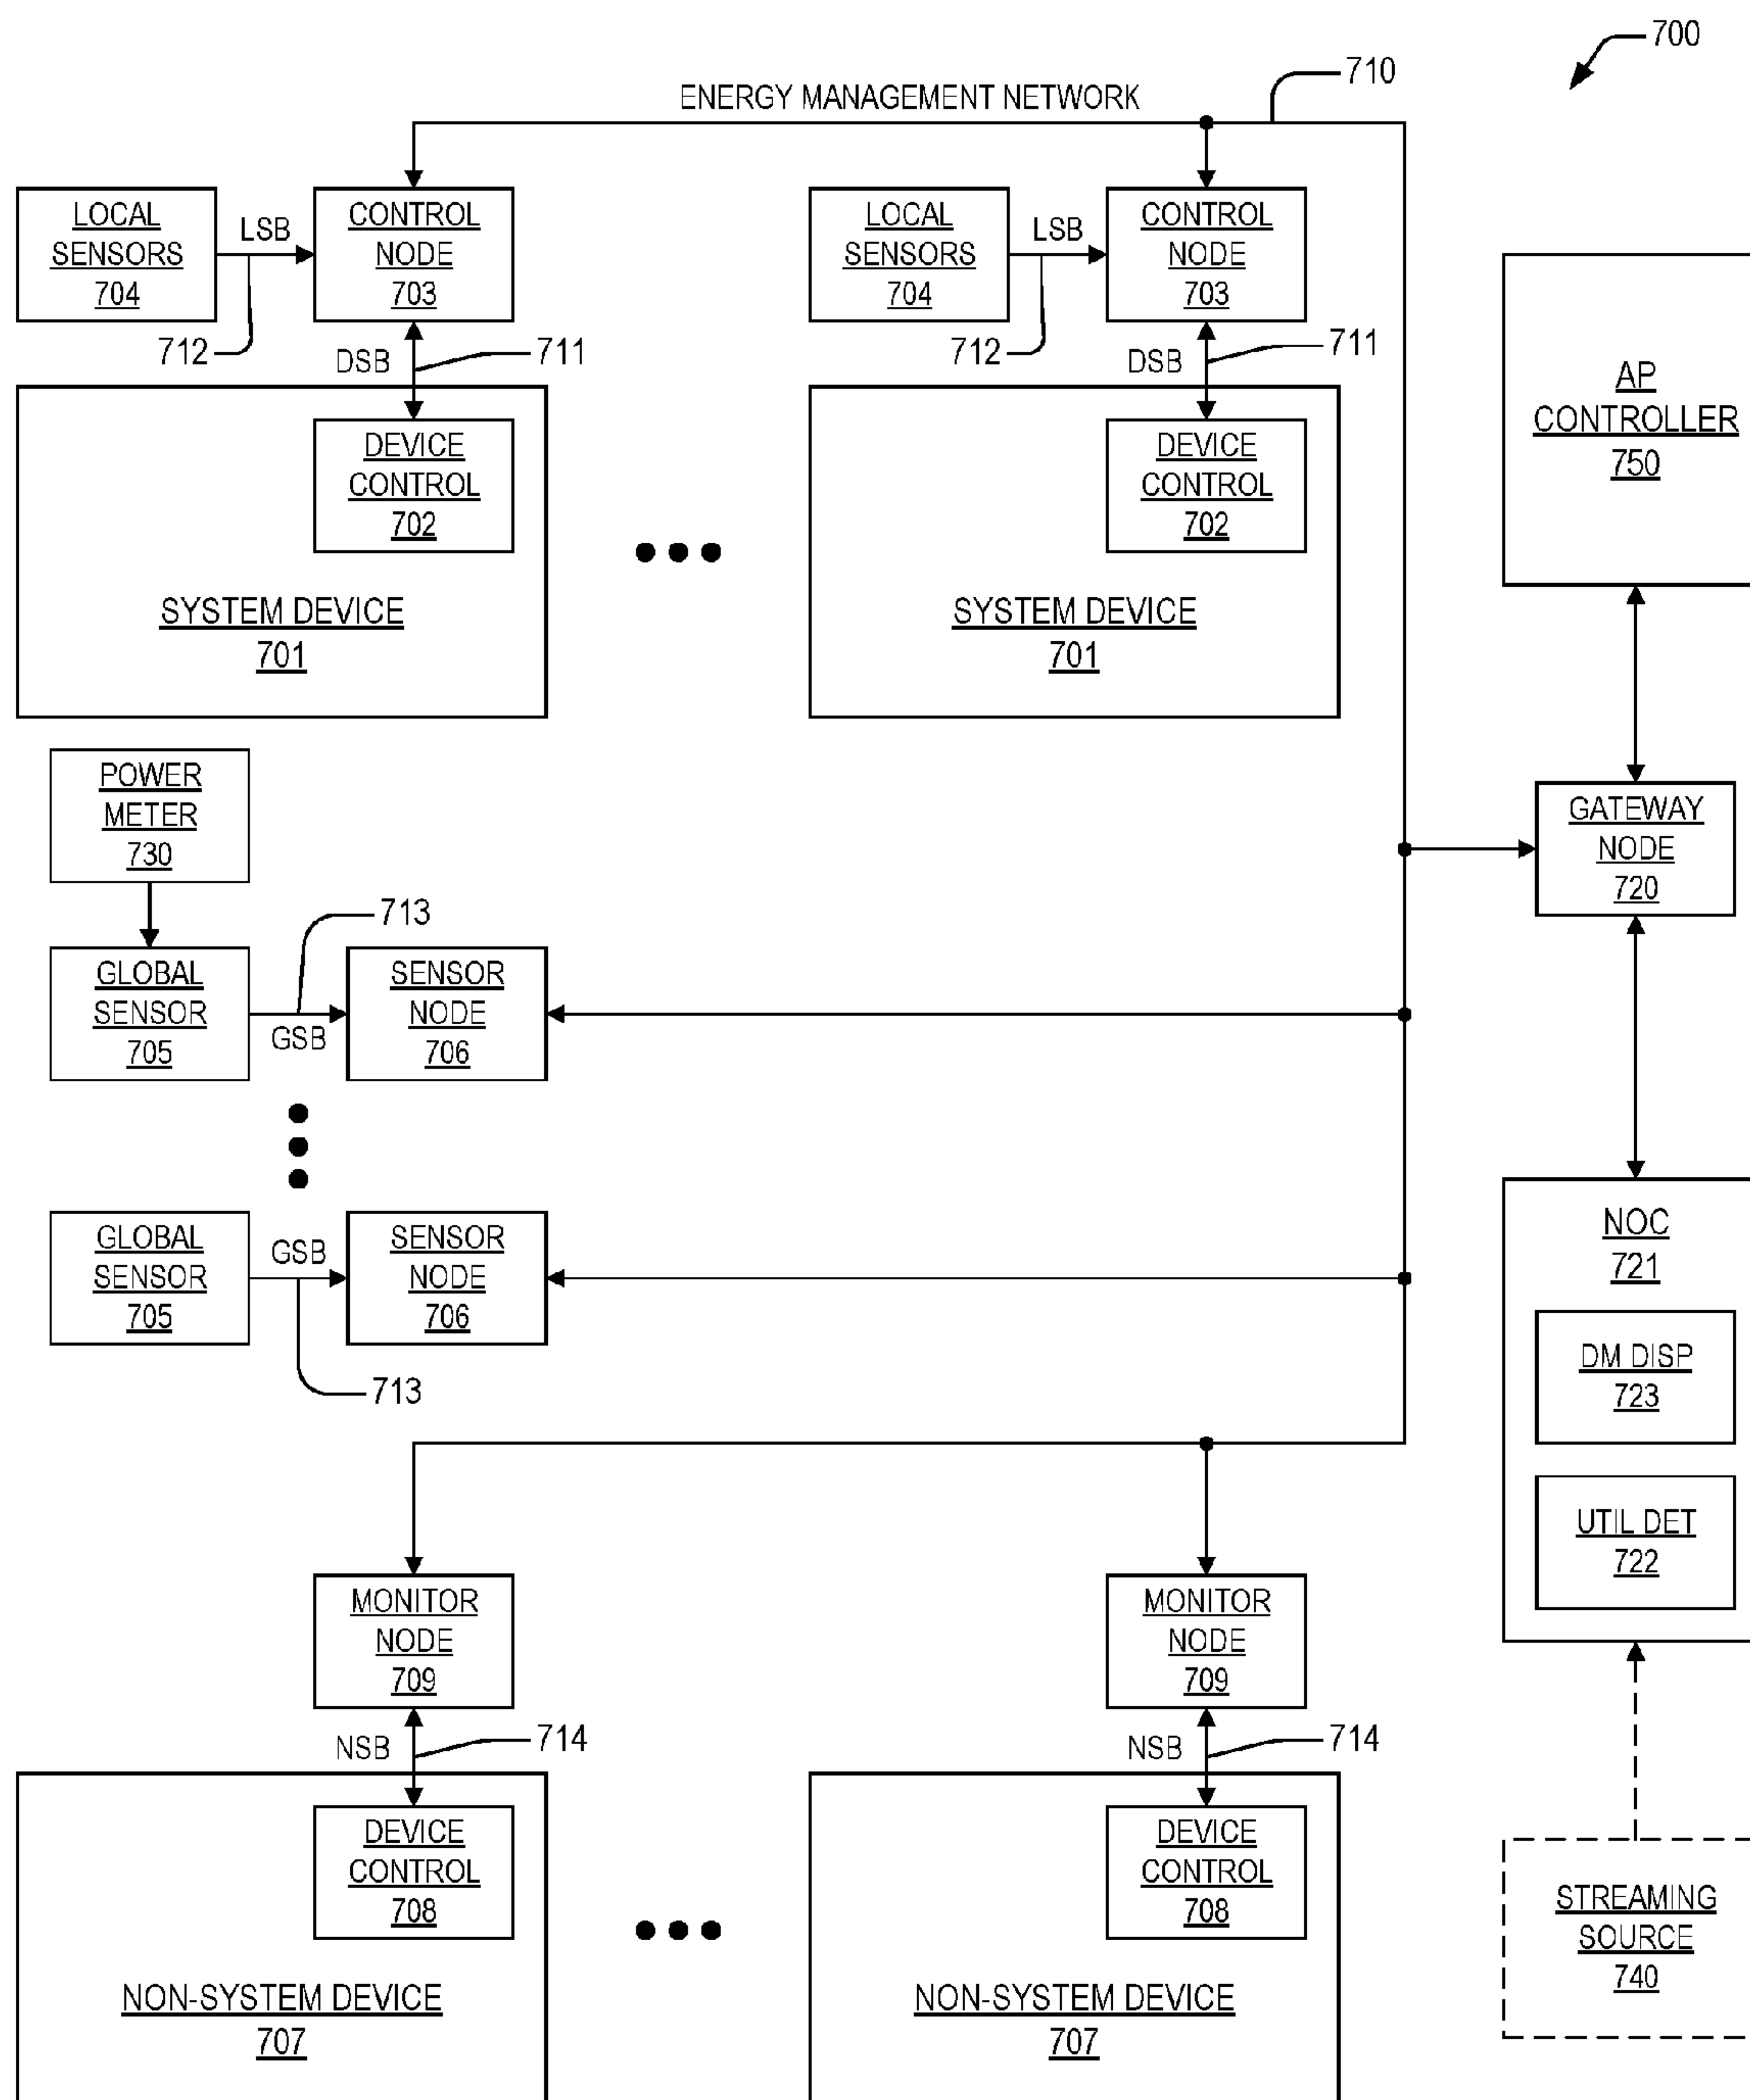 700
710
ENERGY MANAGEMENT NETWORK
LOCAL
SENSORS
704
LSB
712
CONTROL
NODE
703
DSB
711
DEVICE
CONTROL
702
SYSTEM DEVICE
701
LOCAL
SENSORS
704
LSB
712
CONTROL
NODE
703
DSB
711
DEVICE
CONTROL
702
SYSTEM DEVICE
701
AP
CONTROLLER
750
POWER
METER
730
GATEWAY
NODE
720
713
GLOBAL
SENSOR
705
GSB
SENSOR
NODE
706
GLOBAL
SENSOR
705
GSB
SENSOR
NODE
706
713
NOC
721
DM DISP
723
UTIL DET
722
MONITOR
NODE
709
NSB
714
DEVICE
CONTROL
708
NON-SYSTEM DEVICE
707
MONITOR
NODE
709
NSB
714
DEVICE
CONTROL
708
NON-SYSTEM DEVICE
707
STREAMING
SOURCE
740